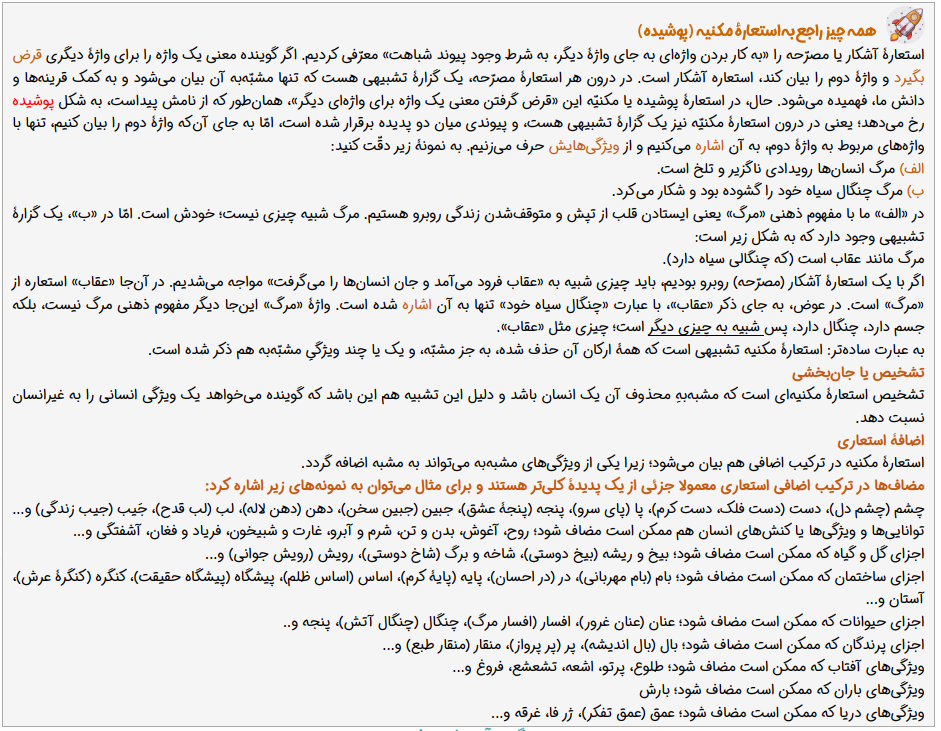 همه چیز راجع به استعارهٔ مکنیه (پوشیده)
استعارهٔ آشکار یا مصرّحه را «به کار بردن واژه‌ای به جای واژهٔ دیگر، به شرط وجود پیوند شباهت» معرّفی کردیم. اگر گوینده معنی یک واژه را برای واژهٔ دیگری قرض
بگیرد و واژهٔ دوم را بیان کند، استعاره آشکار است. در درون هر استعارهٔ مصرّحه، یک گزارهٔ تشبیهی هست که تنها مشبّه‌به آن بیان می‌شود و به کمک قرینه‌ها و
دانش ما، فهمیده می‌شود. حال، در استعارهٔ پوشیده یا مکنیّه این «قرض گرفتن معنی یک واژه برای واژه‌ای دیگر»، همان‌طور که از نامش پیداست، به شکل پوشیده
رخ می‌دهد؛ یعنی در درون استعارهٔ مکنیّه نیز یک گزارهٔ تشبیهی هست، و پیوندی میان دو پدیده برقرار شده است، امّا به جای آن‌که واژهٔ دوم را بیان کنیم، تنها با
واژه‌های مربوط به واژهٔ دوم، به آن اشاره می‌کنیم و از ویژگی‌هایش حرف می‌زنیم. به نمونهٔ زیر دقّت کنید:
الف) مرگ انسان‌ها رویدادی ناگزیر و تلخ است.
ب) مرگ چنگال سیاه خود را گشوده بود و شکار می‌کرد.
در «الف» ما با مفهوم ذهنی «مرگ» یعنی ایستادن قلب از تپش و متوقف‌شدن زندگی روبرو هستیم. مرگ شبیه چیزی نیست؛ خودش است. امّا در «ب»، یک گزارهٔ
تشبیهی وجود دارد که به شکل زیر است:
مرگ مانند عقاب است (که چنگالی سیاه دارد).
اگر با یک استعارهٔ آشکار (مصرّحه) روبرو بودیم، باید چیزی شبیه به «عقاب فرود می‌آمد و جان انسان‌ها را می‌گرفت» مواجه می‌شدیم. در آن‌جا «عقاب» استعاره از
«مرگ» است. در عوض، به جای ذکر «عقاب»، با عبارت «چنگال سیاه خود» تنها به آن اشاره شده است. واژهٔ «مرگ» این‌جا دیگر مفهوم ذهنی مرگ نیست، بلکه
جسم دارد، چنگال دارد، پس شبیه به چیزی دیگر است؛ چیزی مثل «عقاب».
به عبارت ساده‌تر: استعارهٔ مکنیه تشبیهی است که همهٔ ارکان آن حذف شده، به جز مشبّه، و یک یا چند ویژگیِ مشبّه‌به هم ذکر شده است.
تشخیص یا جان‌بخشی
تشخیص استعارهٔ مکنیه‌ای است که مشبه‌بهِ محذوف آن یک انسان باشد و دلیل این تشبیه هم این باشد که گوینده می‌خواهد یک ویژگی انسانی را به غیرانسان
نسبت دهد.
اضافهٔ استعاری
استعارهٔ مکنیه در ترکیب اضافی هم بیان می‌شود؛ زیرا یکی از ویژگی‌های مشبه‌به می‌تواند به مشبه اضافه گردد.
مضاف‌ها در ترکیب اضافی استعاری معمولا جزئی از یک پدیدهٔ کلی‌تر هستند و برای مثال می‌توان به نمونه‌های زیر اشاره کرد:
چشم (چشم دل)، دست (دست فلک، دست کرم)، پا (پای سرو)، پنجه (پنجهٔ عشق)، جبین (جبین سخن)، دهن (دهن لاله)، لب (لب قدح)، جَیب (جیب زندگی) و...
توانایی‌ها و ویژگی‌ها یا کنش‌های انسان هم ممکن است مضاف شود؛ روح، آغوش، بدن و تن، شرم و آبرو، غارت و شبیخون، فریاد و فغان، آشفتگی و...
اجزای گل و گیاه که ممکن است مضاف شود؛ بیخ و ریشه (بیخ دوستی)، شاخه و برگ (شاخ دوستی)، رویش (رویش جوانی) و...
اجزای ساختمان که ممکن است مضاف شود؛ بام (بام مهربانی)، در (در احسان)، پایه (پایهٔ کرم)، اساس (اساس ظلم)، پیشگاه (پیشگاه حقیقت)، کنگره (کنگرهٔ عرش)،
آستان و...
اجزای حیوانات که ممکن است مضاف شود؛ عنان (عنان غرور)، افسار (افسار مرگ)، چنگال (چنگال آتش)، پنجه و..
اجزای پرندگان که ممکن است مضاف شود؛ بال (بال اندیشه)، پر (پر پرواز)، منقار (منقار طبع) و...
ویژگی‌های آفتاب که ممکن است مضاف شود؛ طلوع، پرتو، اشعه، تشعشع، فروغ و...
ویژگی‌های باران که ممکن است مضاف شود؛ بارش
ویژگی‌های دریا که ممکن است مضاف شود؛ عمق (عمق تفکر)، ژر فا، غرقه و...